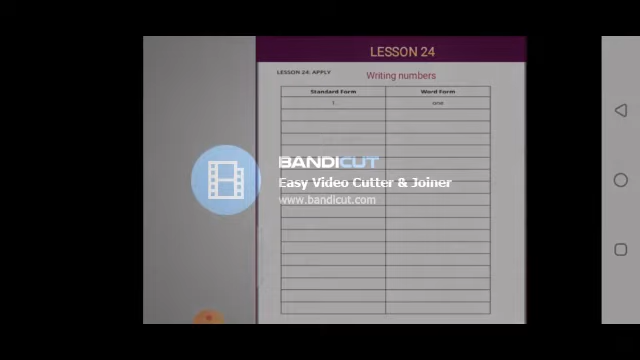 LESSON 24
LESSON 24: APPLY
Writing numbers
Standard Form Word Form
1 one
BANDICUT
Easy Video Cutter & Joiner
www.bandicut.com